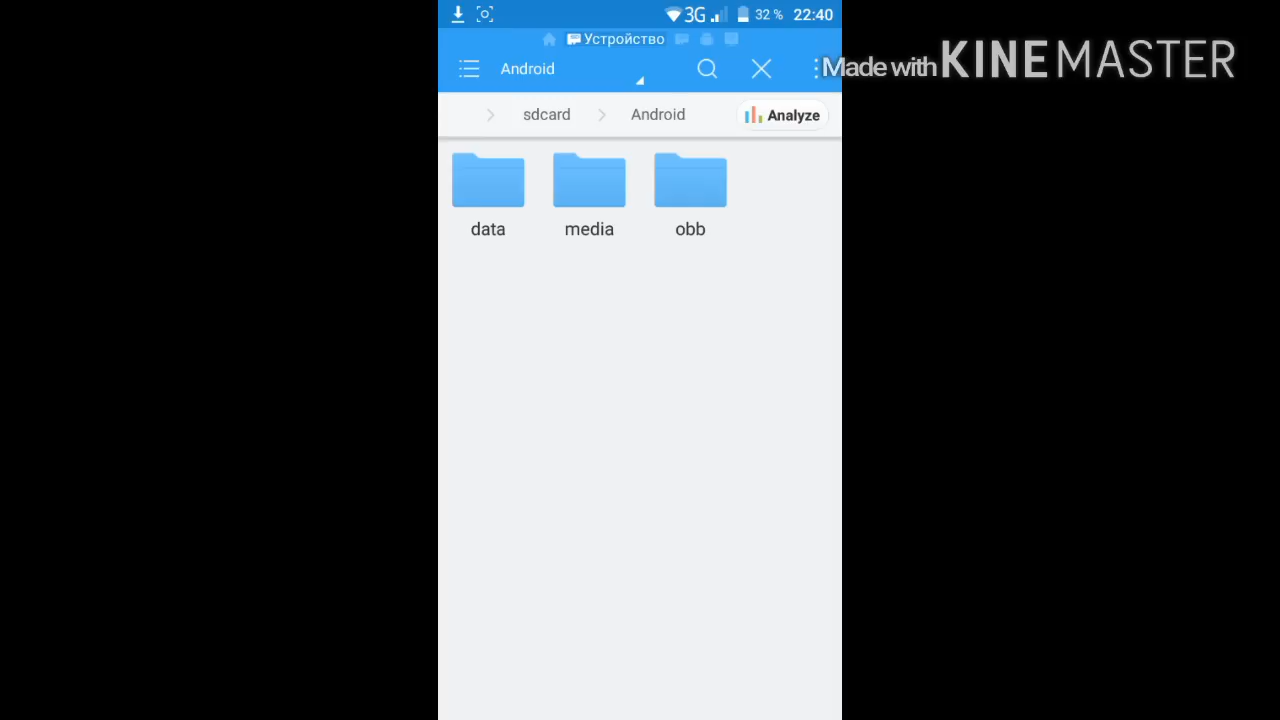 3G 32 % 22:40
Устройство
Android
Made with KINEMASTER
sdcard Android Analyze
data media obb